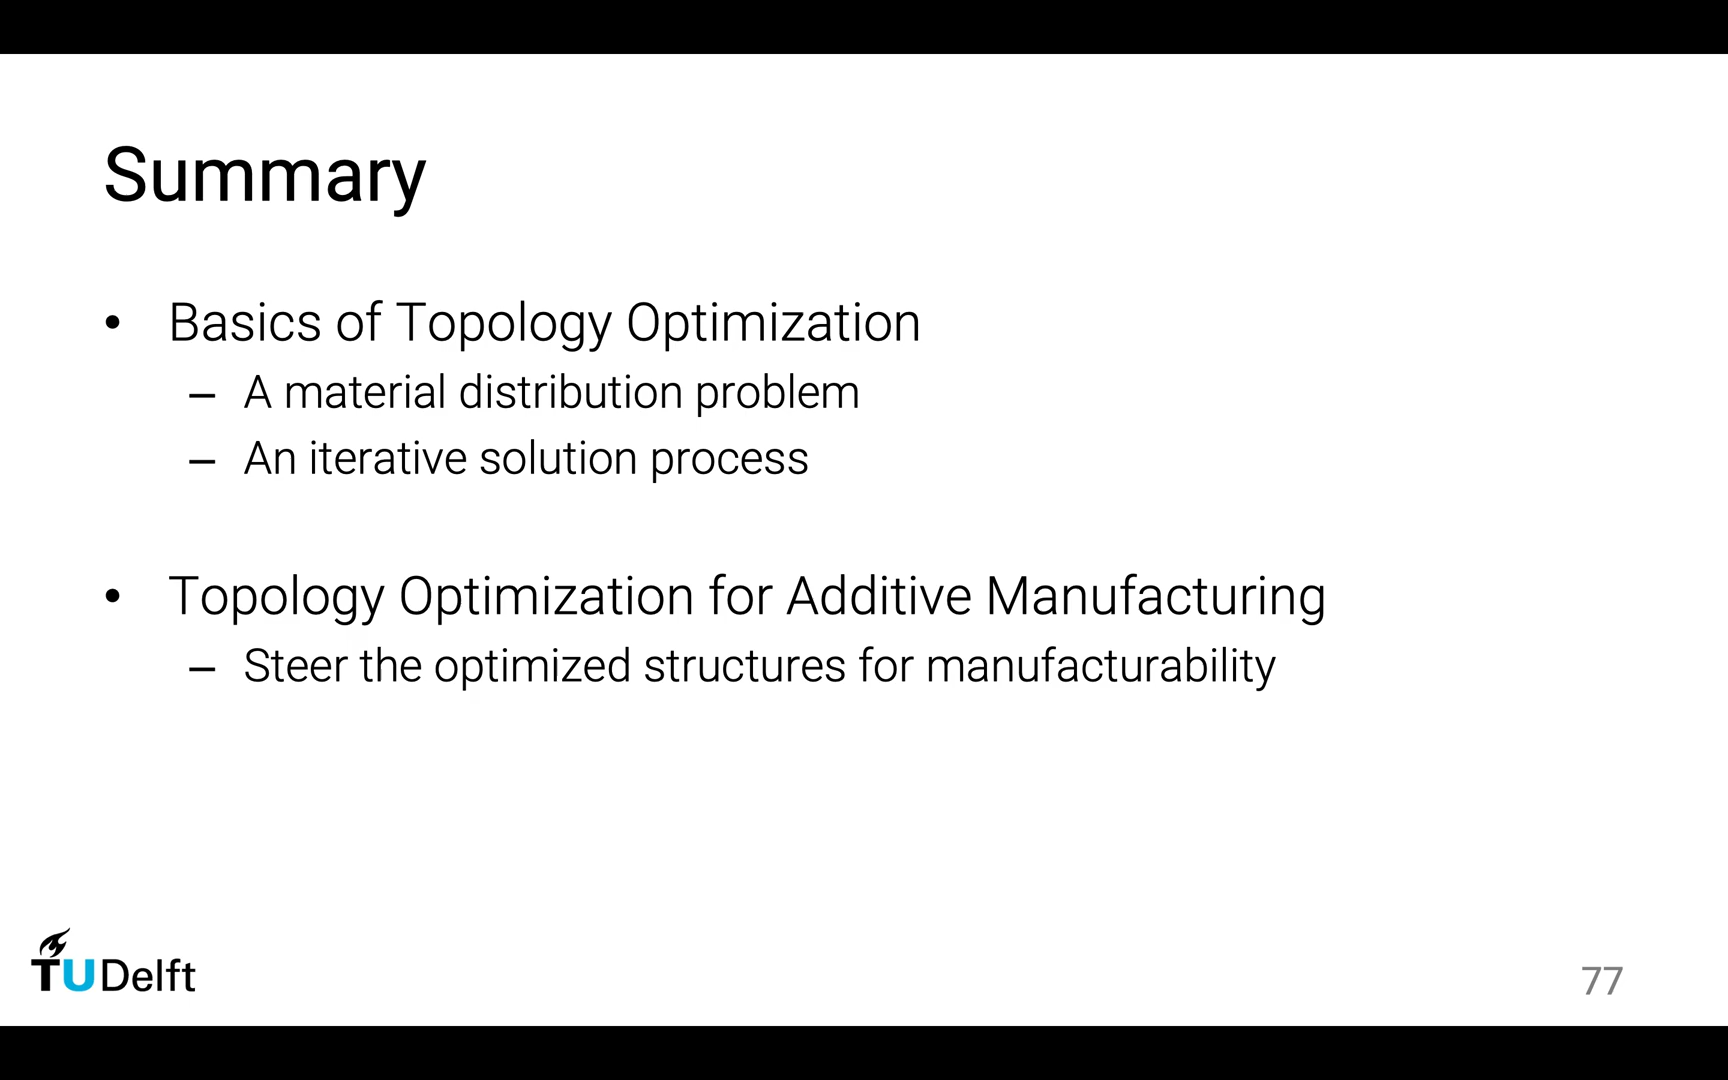 Summary
• Basics of Topology Optimization
– A material distribution problem
– An iterative solution process
• Topology Optimization for Additive Manufacturing
– Steer the optimized structures for manufacturability
TUDelft
77